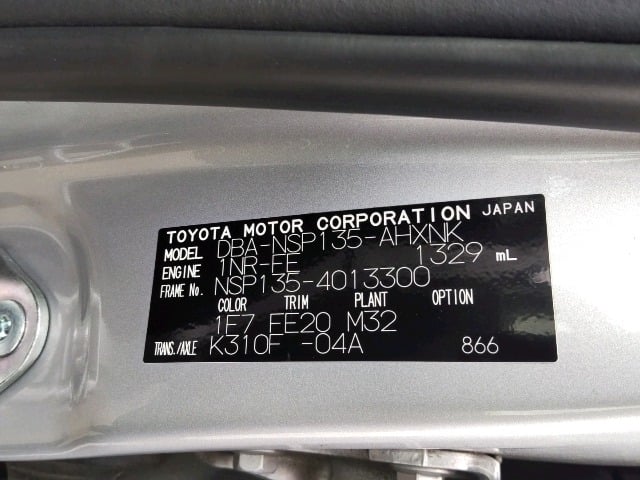 TOYOTA MOTOR CORPORATION JAPAN
MODEL DBA-NSP135-AHXNK
ENGINE 1NR-FE 1329 mL
FRAME No. NSP135-4013300
COLOR TRIM PLANT OPTION
1E7 FE20 M32
TRANS./AXLE K310F -04A 866